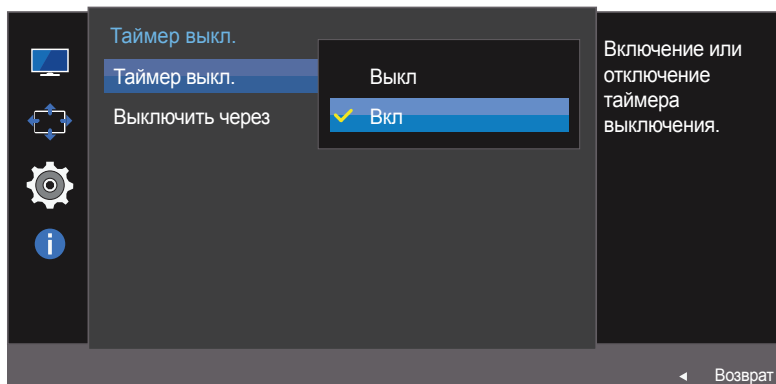 Таймер выкл.
Таймер выкл.
Выключить через
Выкл
Вкл
Включение или
отключение
таймера
выключения.
Возврат